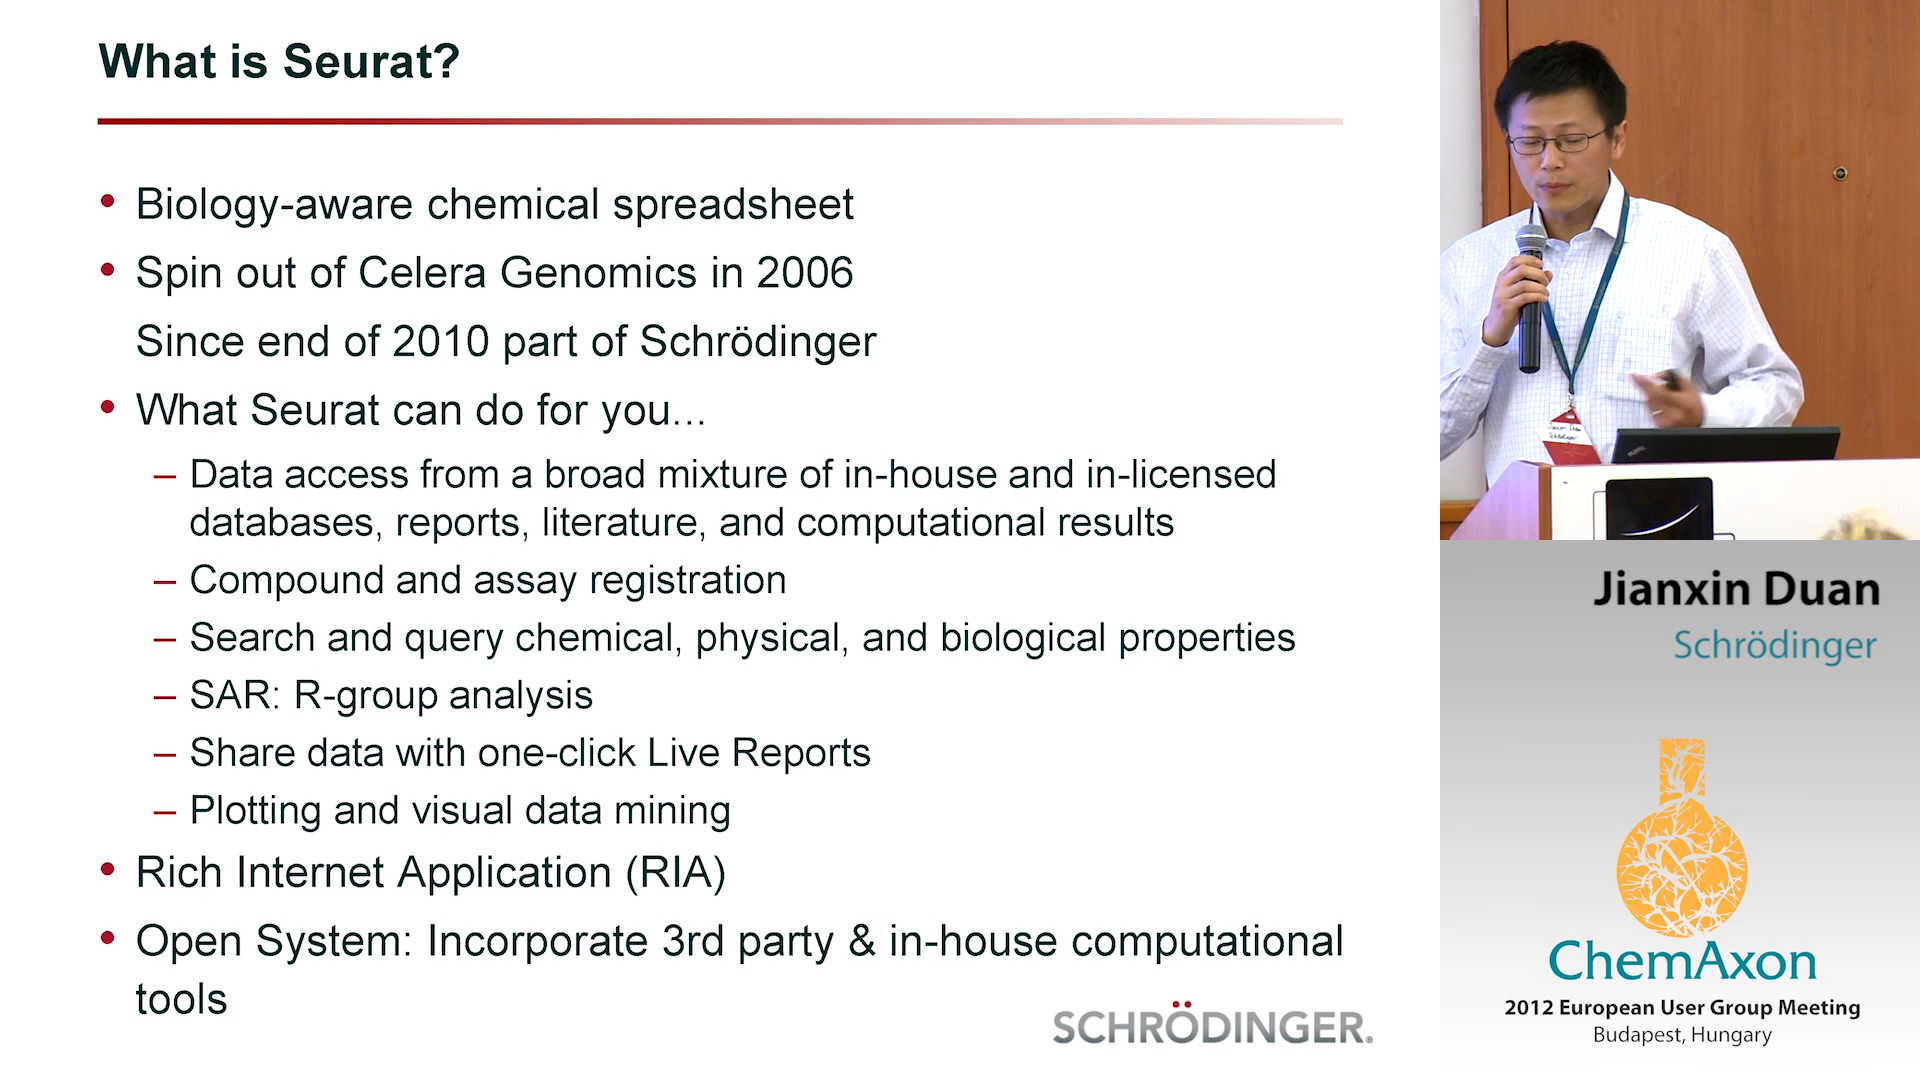 What is Seurat?
• Biology-aware chemical spreadsheet
• Spin out of Celera Genomics in 2006
Since end of 2010 part of Schrödinger
• What Seurat can do for you...
– Data access from a broad mixture of in-house and in-licensed
databases, reports, literature, and computational results
– Compound and assay registration
– Search and query chemical, physical, and biological properties
– SAR: R-group analysis
– Share data with one-click Live Reports
– Plotting and visual data mining
• Rich Internet Application (RIA)
• Open System: Incorporate 3rd party & in-house computational
tools
SCHRÖDINGER.
Jianxin Duan
Schrödinger
ChemAxon
2012 European User Group Meeting
Budapest, Hungary